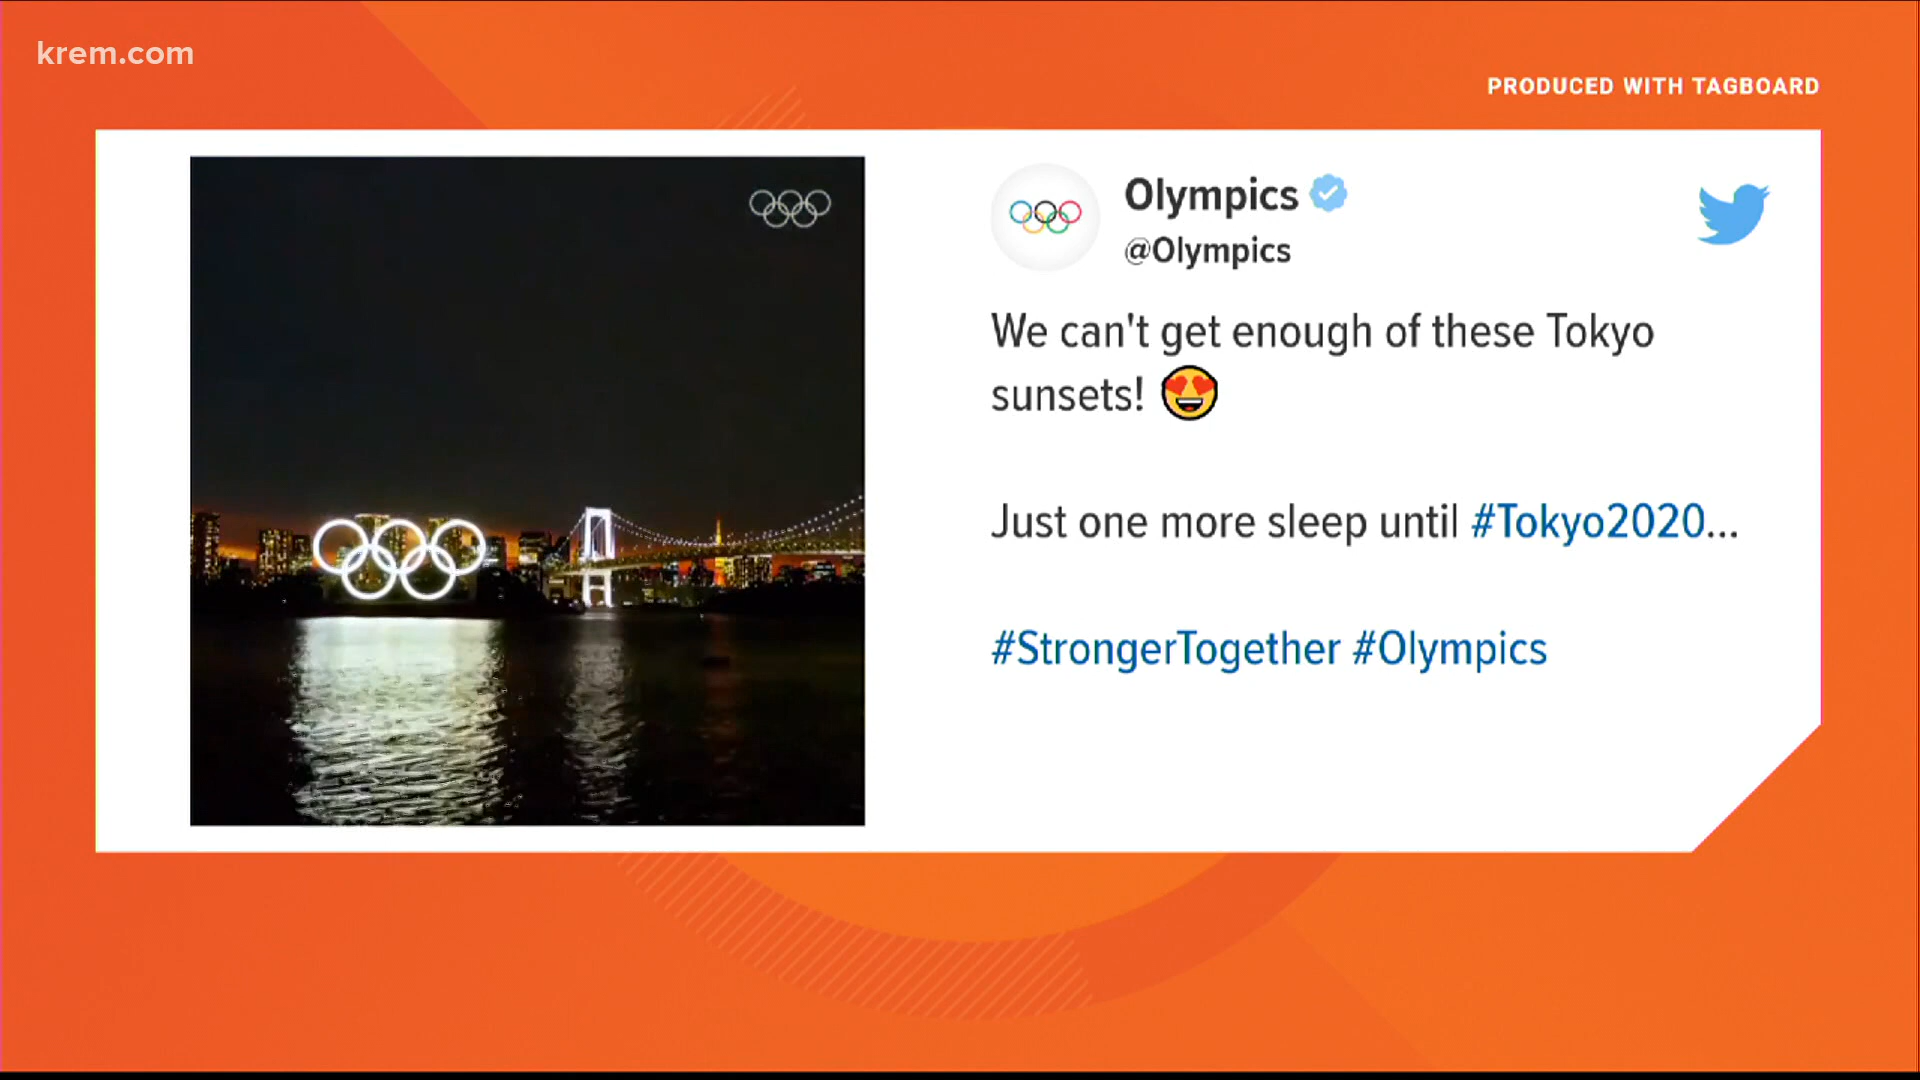 krem.com
PRODUCED WITH TAGBOARD
Olympics
@Olympics
We can't get enough of these Tokyo
sunsets! 😍
Just one more sleep until #Tokyo2020...
#StrongerTogether #Olympics